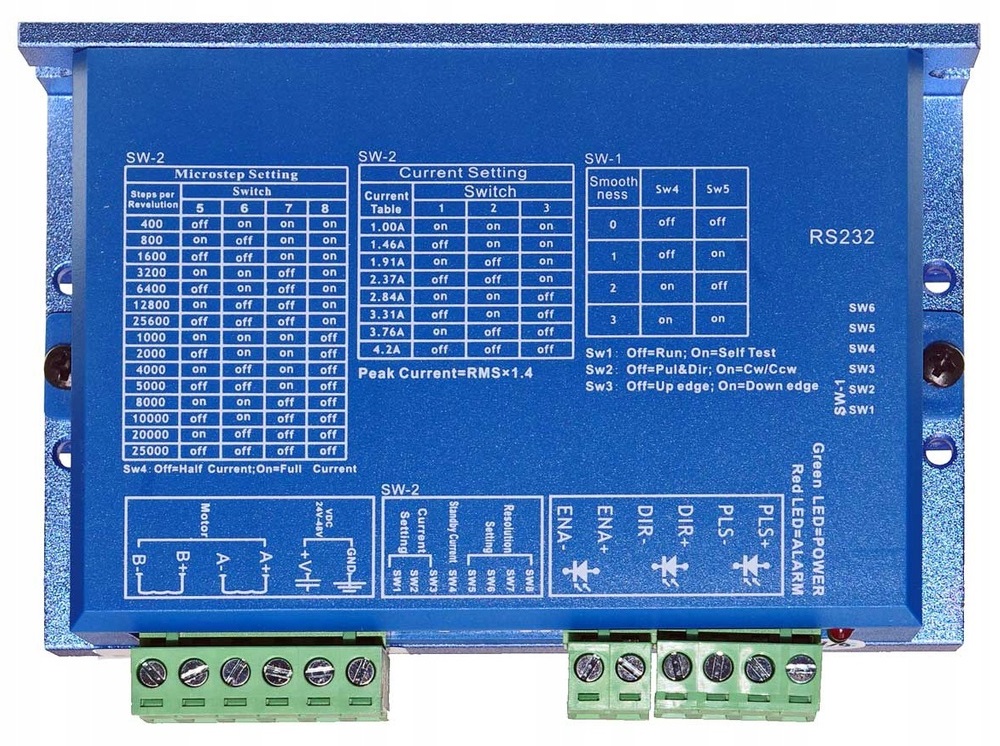 SW-2
Microstep Setting
Steps per Revelution Switch
5 6 7 8
400 off on on on
800 on off on on
1600 off off on on
3200 on on off on
6400 off on off on
12800 on off off on
25600 off off off on
1000 on on on off
2000 off on on off
4000 on off on off
5000 off off on off
8000 on on off off
10000 off on off off
20000 on off off off
25000 off off off off
Sw4: Off=Half Current;On=Full Current
SW-2
Current Setting
Current Table Switch
1 2 3
1.00A on on on
1.46A off on on
1.91A on off on
2.37A off off on
2.84A on on off
3.31A off on off
3.76A on off off
4.2A off off off
Peak Current=RMS×1.4
SW-1
Smooth ness Sw4 Sw5
0 off off
1 off on
2 on off
3 on on
Sw1: Off=Run; On=Self Test
Sw2: Off=Pul&Dir; On=Cw/Ccw
Sw3: Off=Up edge; On=Down edge
RS232
SW6
SW5
SW4
SW3
SW2
SW1
SW-1
Green LED=POWER
Red LED=ALARM
Motor
B-
B+
A-
A+
VDC
24V-48V
+V
GND
SW-2
Current
Setting
Standby Current
Resolution
Setting
SW1
SW2
SW3
SW4
SW5
SW6
SW7
SW8
ENA-
ENA+
DIR-
DIR+
PLS-
PLS+